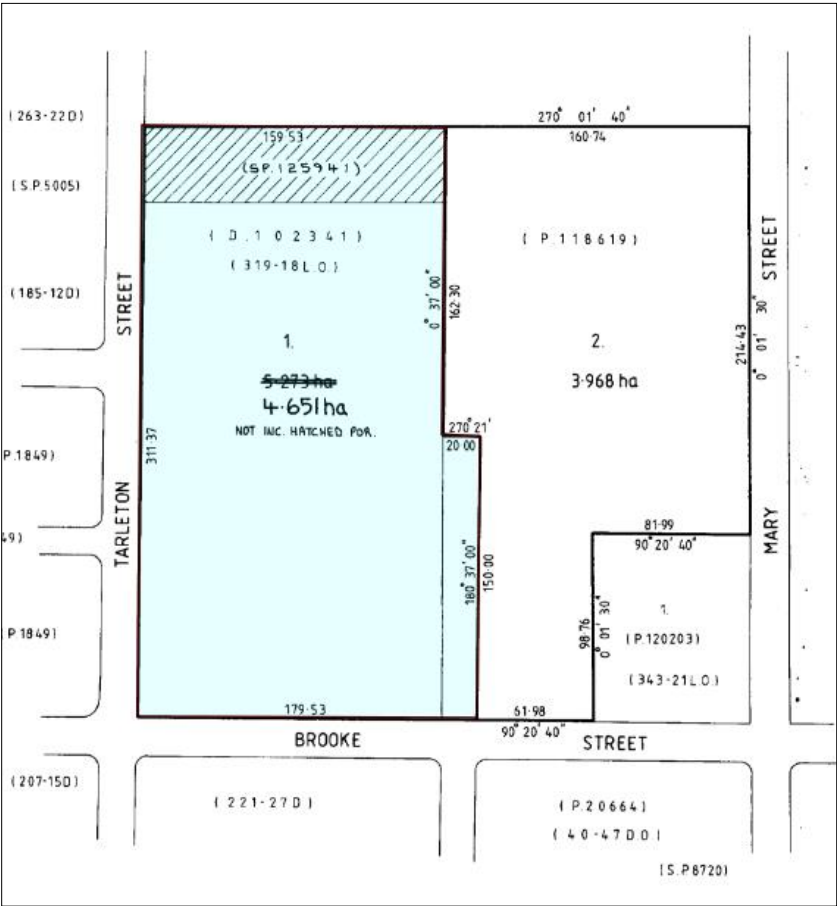 (263-22D)
270° 01' 40"
159·53
160·74
(SP.125941)
(S.P.5005)
(D.102341)
(P.118619)
(319-18L.O.)
(185-12D)
STREET
0° 37' 00"
162·30
STREET
214·43
0° 01' 30"
1.
2.
5·273ha
3·968 ha
4·651ha
NOT INC. HATCHED POR.
270° 21'
20·00
311·37
P.1849)
TARLETON
81·99
90° 20' 40"
MARY
49)
180° 37' 00"
150·00
98·76
0° 01' 30"
1.
(P.120203)
P.1849)
(343-21L.O.)
179·53
61·98
90° 20' 40"
BROOKE
STREET
(207-15D)
(221-27D)
(P.20664)
(40-47D.O)
(S.P8720)